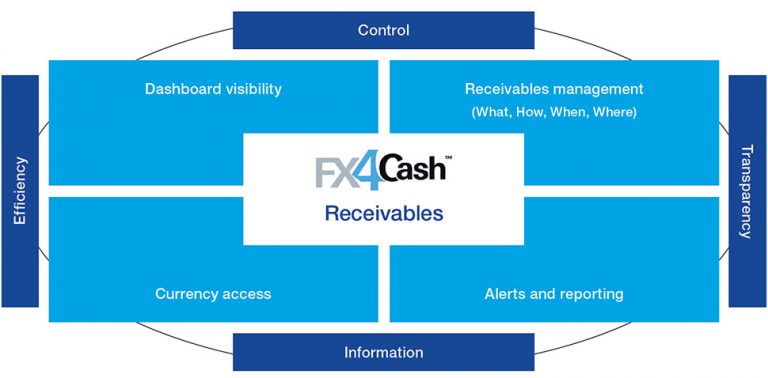 Control
Dashboard visibility
Receivables management
(What, How, When, Where)
Efficiency
FX4Cash™
Receivables
Transparency
Currency access
Alerts and reporting
Information